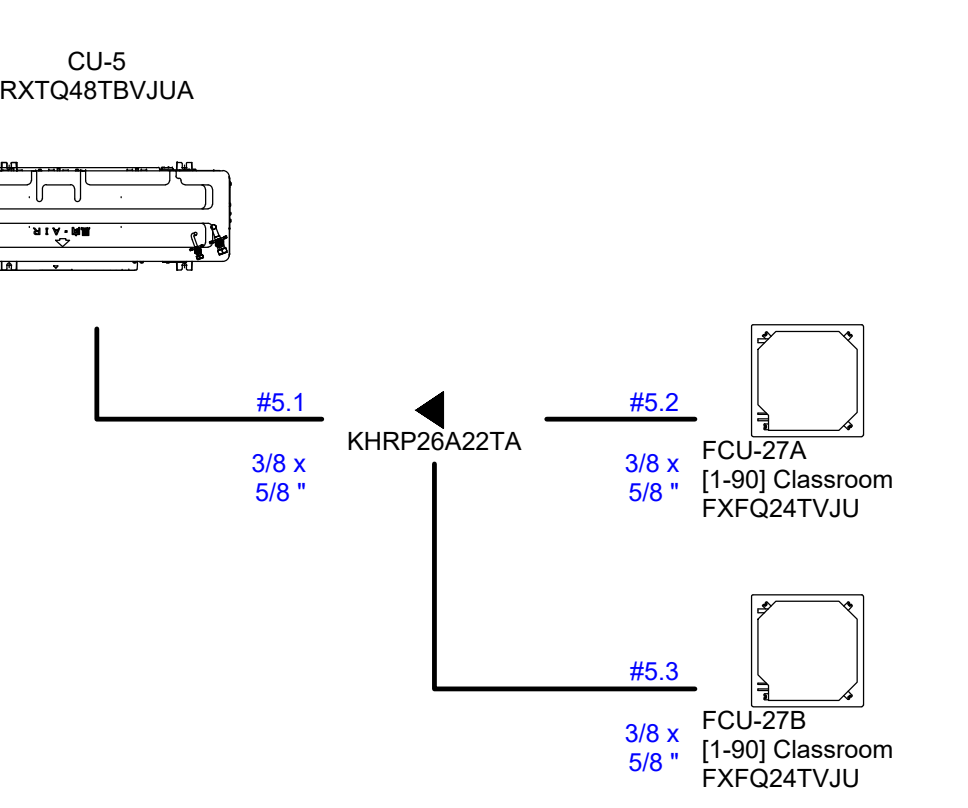 CU-5
RXTQ48TBVJUA
#5.1
3/8 x
5/8 "
KHRP26A22TA
#5.2
3/8 x
5/8 "
FCU-27A
[1-90] Classroom
FXFQ24TVJU
#5.3
3/8 x
5/8 "
FCU-27B
[1-90] Classroom
FXFQ24TVJU